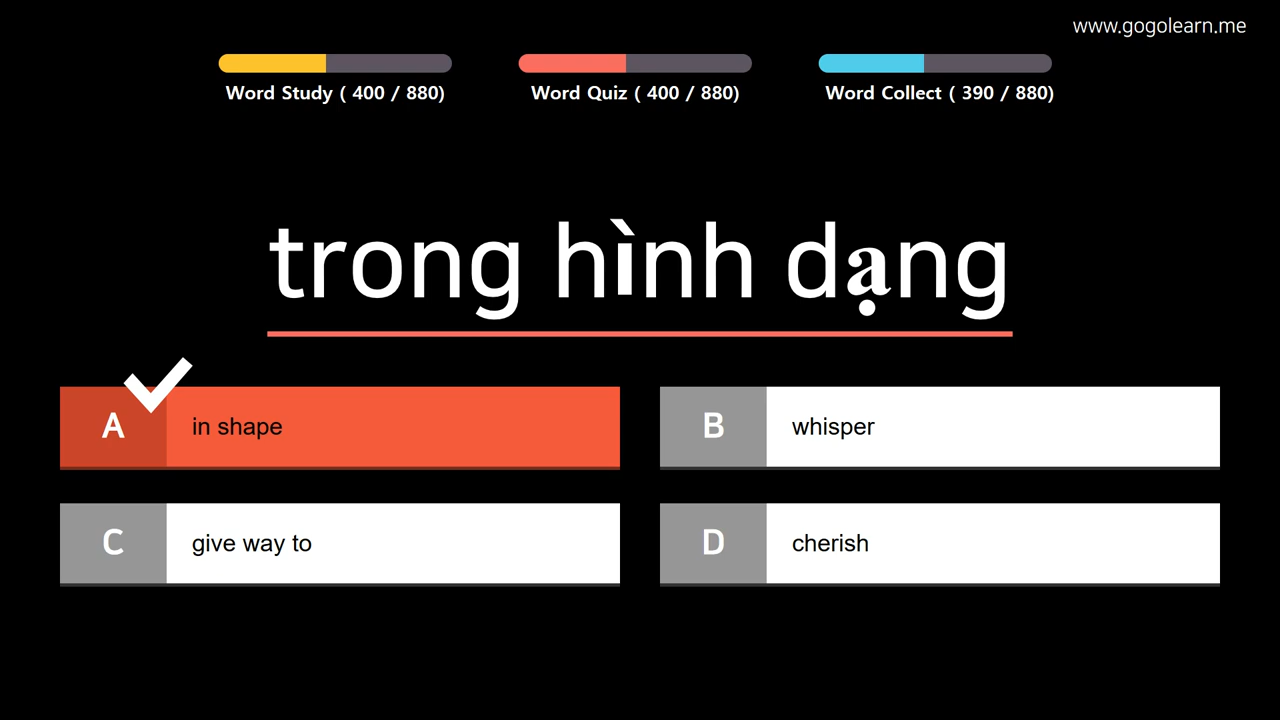 www.gogolearn.me
Word Study ( 400 / 880)
Word Quiz ( 400 / 880)
Word Collect ( 390 / 880)
trong hình dạng
A in shape
B whisper
C give way to
D cherish